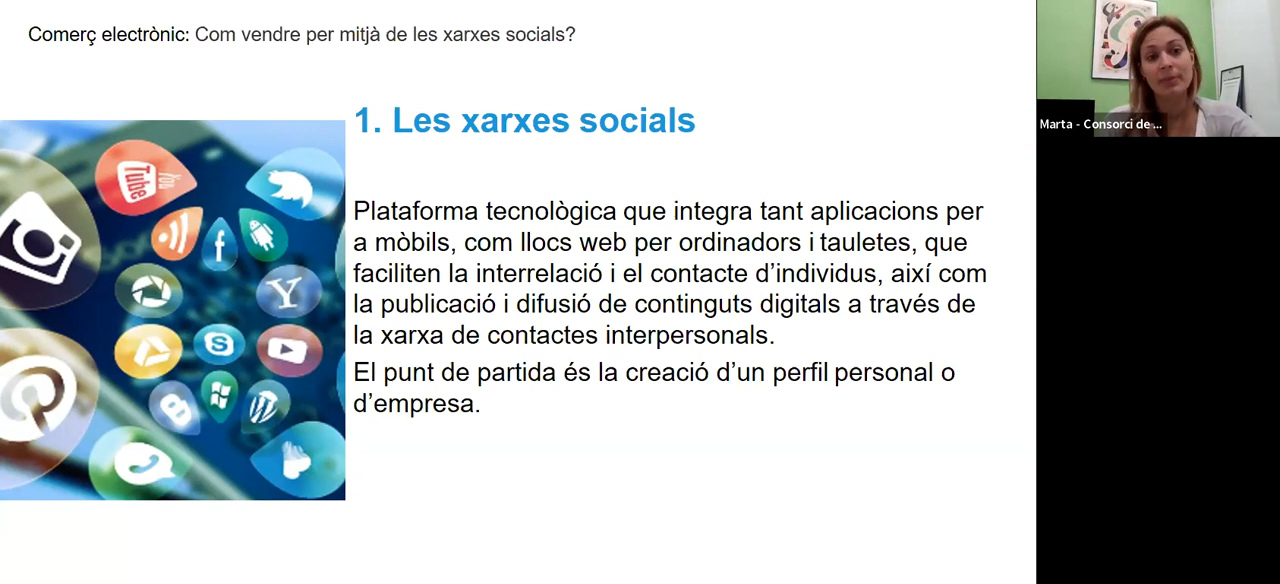 Comerç electrònic: Com vendre per mitjà de les xarxes socials?
1. Les xarxes socials
Plataforma tecnològica que integra tant aplicacions per
a mòbils, com llocs web per ordinadors i tauletes, que
faciliten la interrelació i el contacte d’individus, així com
la publicació i difusió de continguts digitals a través de
la xarxa de contactes interpersonals.
El punt de partida és la creació d’un perfil personal o
d’empresa.
You
Tube
Marta - Consorci de ...